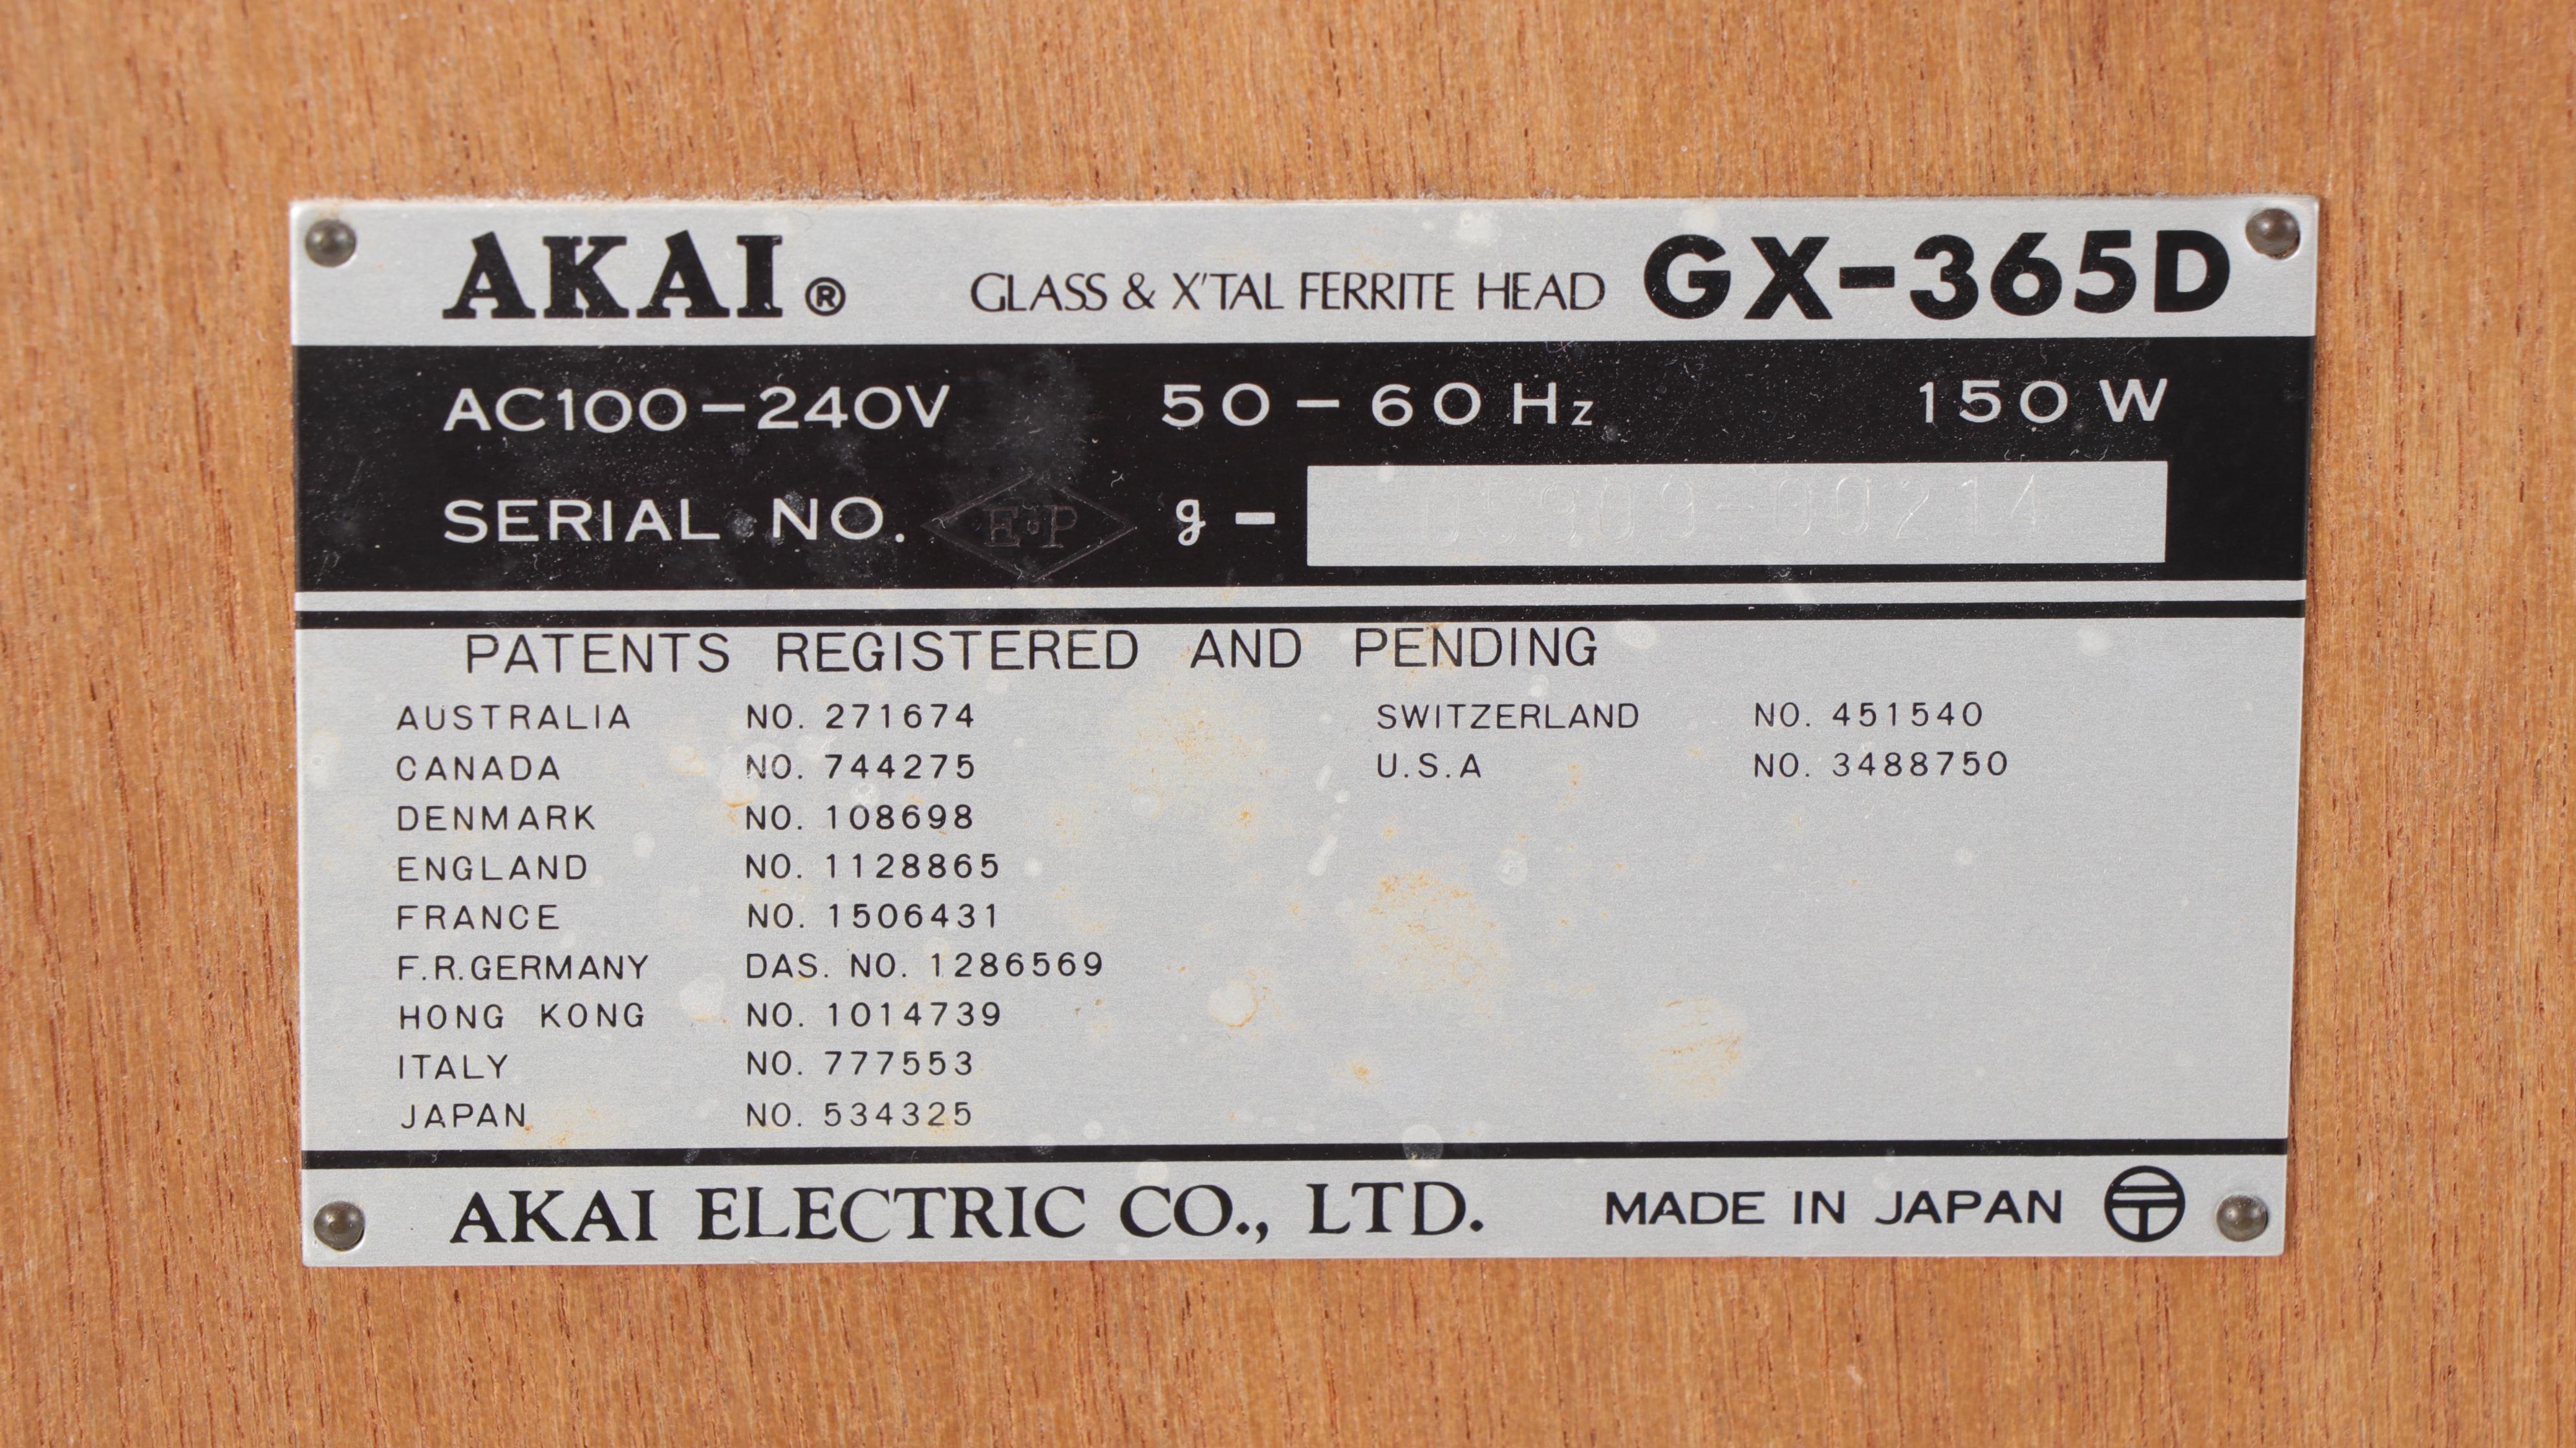 AKAI® GLASS & X'TAL FERRITE HEAD GX-365D
AC100-240V 50-60Hz 150W
SERIAL NO. E P g-
PATENTS REGISTERED AND PENDING
AUSTRALIA NO. 271674
CANADA NO. 744275
DENMARK NO. 108698
ENGLAND NO. 1128865
FRANCE NO. 1506431
F.R.GERMANY DAS. NO. 1286569
HONG KONG NO. 1014739
ITALY NO. 777553
JAPAN NO. 534325
SWITZERLAND NO. 451540
U.S.A NO. 3488750
AKAI ELECTRIC CO., LTD. MADE IN JAPAN